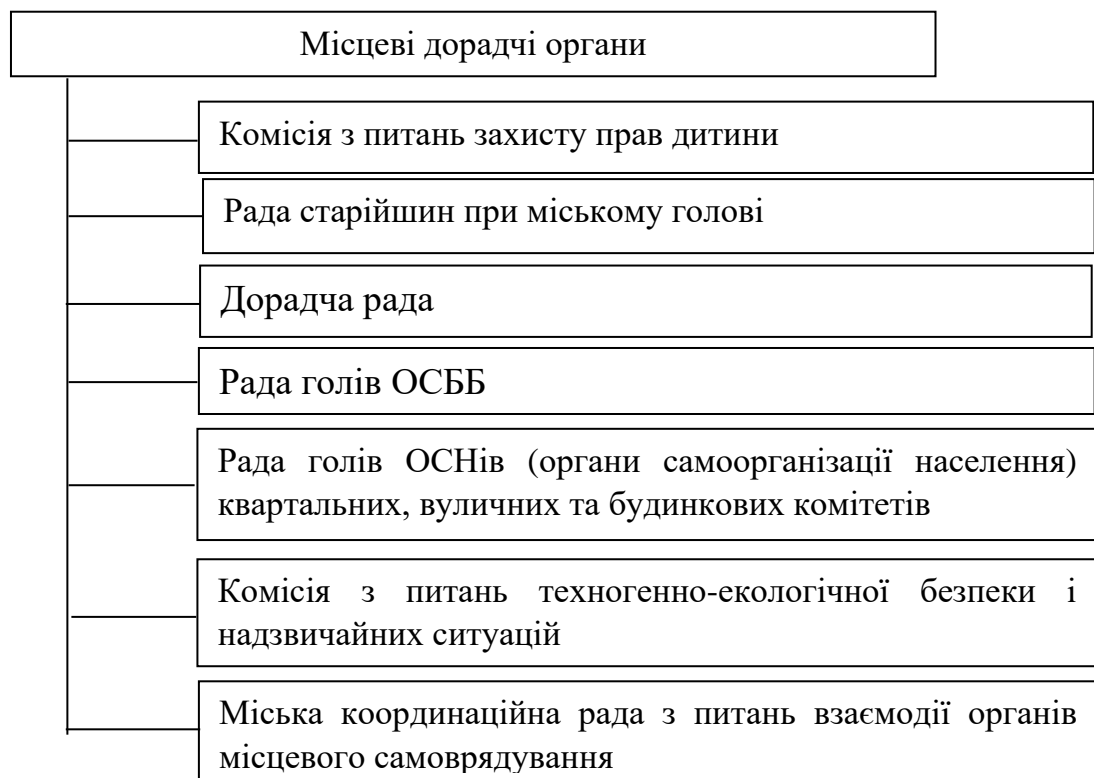 Місцеві дорадчі органи
Комісія з питань захисту прав дитини
Рада старійшин при міському голові
Дорадча рада
Рада голів ОСББ
Рада голів ОСНів (органи самоорганізації населення)
квартальних, вуличних та будинкових комітетів
Комісія з питань техногенно-екологічної безпеки і
надзвичайних ситуацій
Міська координаційна рада з питань взаємодії органів
місцевого самоврядування